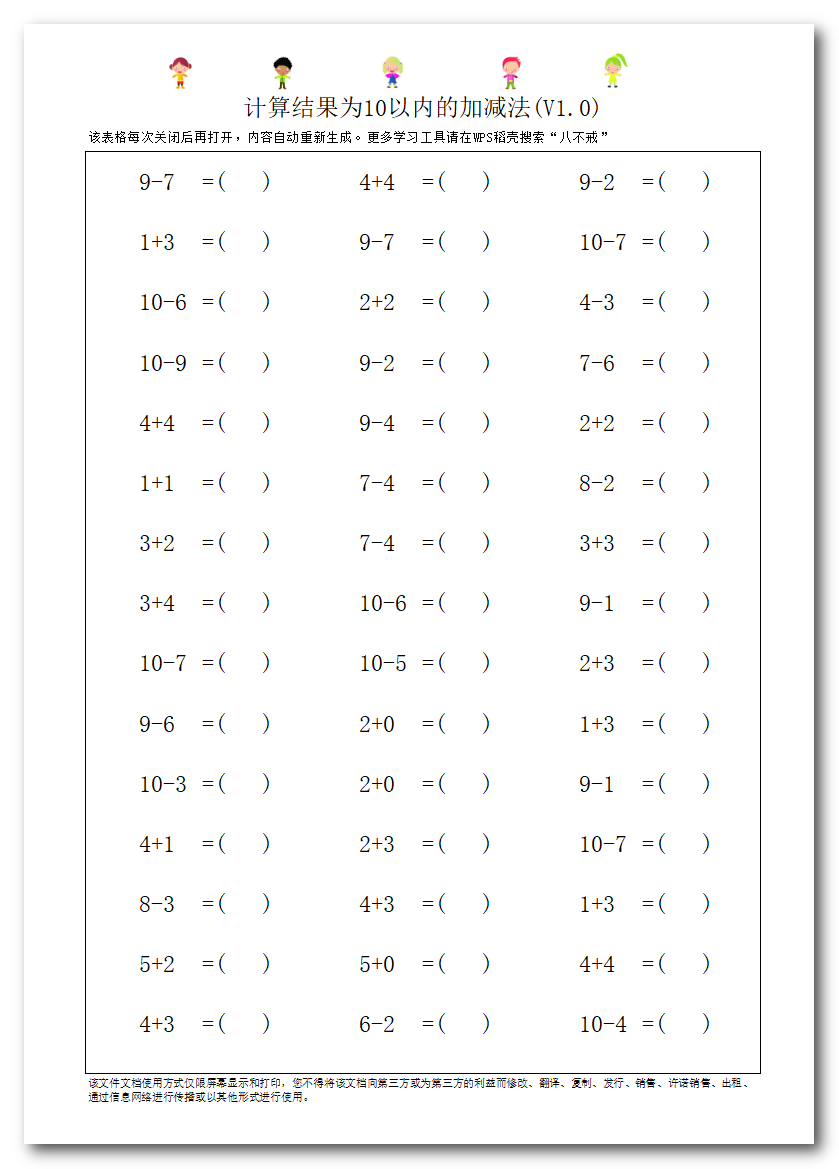 计算结果为10以内的加减法(V1.0)
该表格每次关闭后再打开，内容自动重新生成。更多学习工具请在WPS稻壳搜索“八不戒”
9-7 =( ) 4+4 =( ) 9-2 =( )
1+3 =( ) 9-7 =( ) 10-7 =( )
10-6 =( ) 2+2 =( ) 4-3 =( )
10-9 =( ) 9-2 =( ) 7-6 =( )
4+4 =( ) 9-4 =( ) 2+2 =( )
1+1 =( ) 7-4 =( ) 8-2 =( )
3+2 =( ) 7-4 =( ) 3+3 =( )
3+4 =( ) 10-6 =( ) 9-1 =( )
10-7 =( ) 10-5 =( ) 2+3 =( )
9-6 =( ) 2+0 =( ) 1+3 =( )
10-3 =( ) 2+0 =( ) 9-1 =( )
4+1 =( ) 2+3 =( ) 10-7 =( )
8-3 =( ) 4+3 =( ) 1+3 =( )
5+2 =( ) 5+0 =( ) 4+4 =( )
4+3 =( ) 6-2 =( ) 10-4 =( )
该文件文档使用方式仅限屏幕显示和打印，您不得将该文档向第三方或为第三方的利益而修改、翻译、复制、发行、销售、许诺销售、出租、
通过信息网络进行传播或以其他形式进行使用。